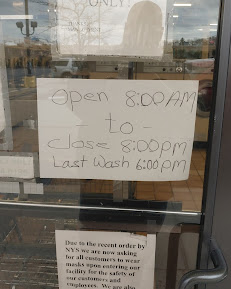 ONLY!
Open 8:00AM
to -
close 8:00pm
Last Wash 6:00pm
Due to the recent order by
NYS we are now asking
for all customers to wear
masks upon entering our
facility for the safety of
our customers and
employees. We are also